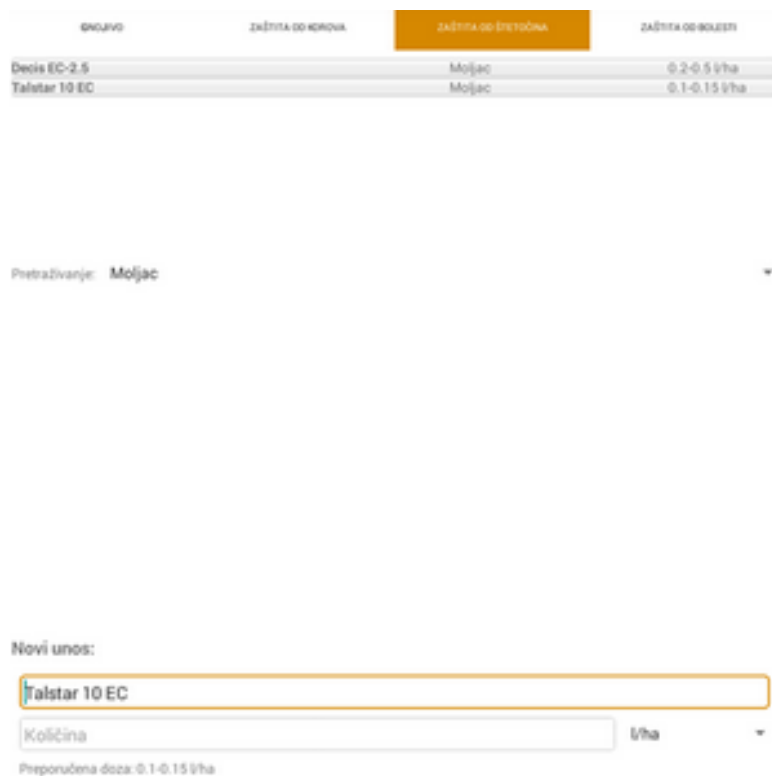 GNOJIVO ZAŠTITA OD KOROVA ZAŠTITA OD ŠTETOČINA ZAŠTITA OD BOLESTI
Decis EC-2.5 Moljac 0.2-0.5 l/ha
Talstar 10 EC Moljac 0.1-0.15 l/ha
Pretraživanje: Moljac
Novi unos:
Talstar 10 EC
Količina l/ha
Preporučena doza: 0.1-0.15 l/ha